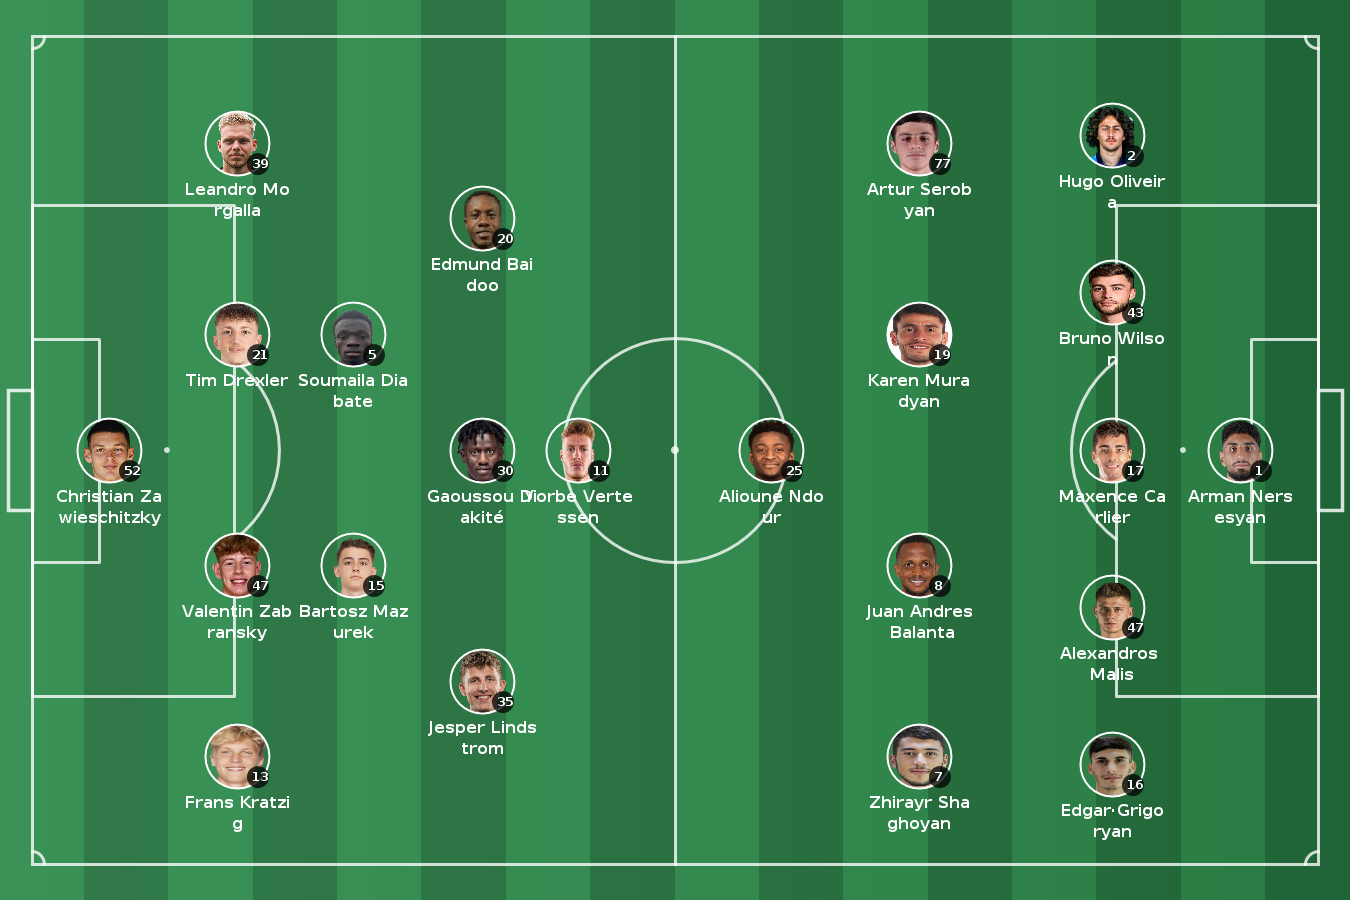 39
Leandro Mo
rgalla
20
Edmund Bai
doo
21
Tim Drexler
5
Soumaila Dia
bate
52
Christian Za
wieschitzky
30
Gaoussou Di
akité
11
Yorbe Verte
ssen
47
Valentin Zab
ransky
15
Bartosz Maz
urek
35
Jesper Linds
trom
13
Frans Kratzi
g
77
Artur Serob
yan
2
Hugo Oliveir
a
43
Bruno Wilso
n
19
Karen Mura
dyan
25
Alioune Ndo
ur
17
Maxence Ca
rlier
1
Arman Ners
esyan
8
Juan Andres
Balanta
47
Alexandros
Malis
7
Zhirayr Sha
ghoyan
16
Edgar Grigo
ryan